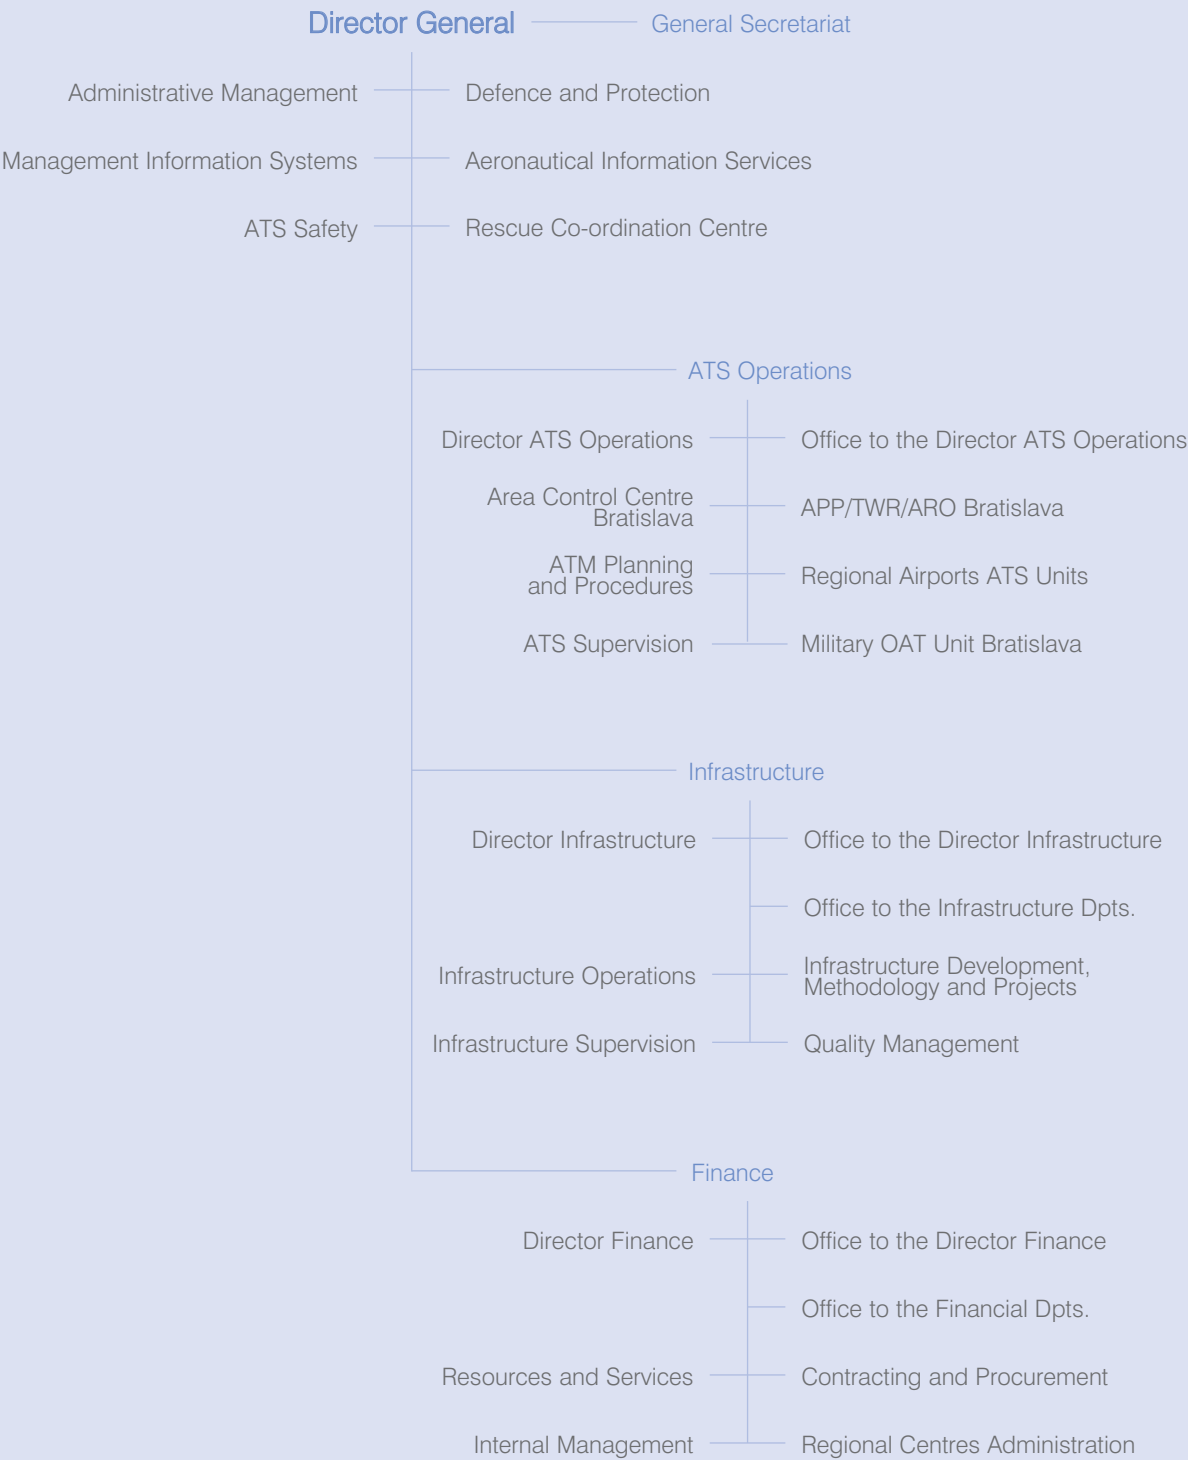 Director General
General Secretariat
Administrative Management
Defence and Protection
Management Information Systems
Aeronautical Information Services
ATS Safety
Rescue Co-ordination Centre
ATS Operations
Director ATS Operations
Office to the Director ATS Operations
Area Control Centre
Bratislava
APP/TWR/ARO Bratislava
ATM Planning
and Procedures
Regional Airports ATS Units
ATS Supervision
Military OAT Unit Bratislava
Infrastructure
Director Infrastructure
Office to the Director Infrastructure
Office to the Infrastructure Dpts.
Infrastructure Operations
Infrastructure Development,
Methodology and Projects
Infrastructure Supervision
Quality Management
Finance
Director Finance
Office to the Director Finance
Office to the Financial Dpts.
Resources and Services
Contracting and Procurement
Internal Management
Regional Centres Administration